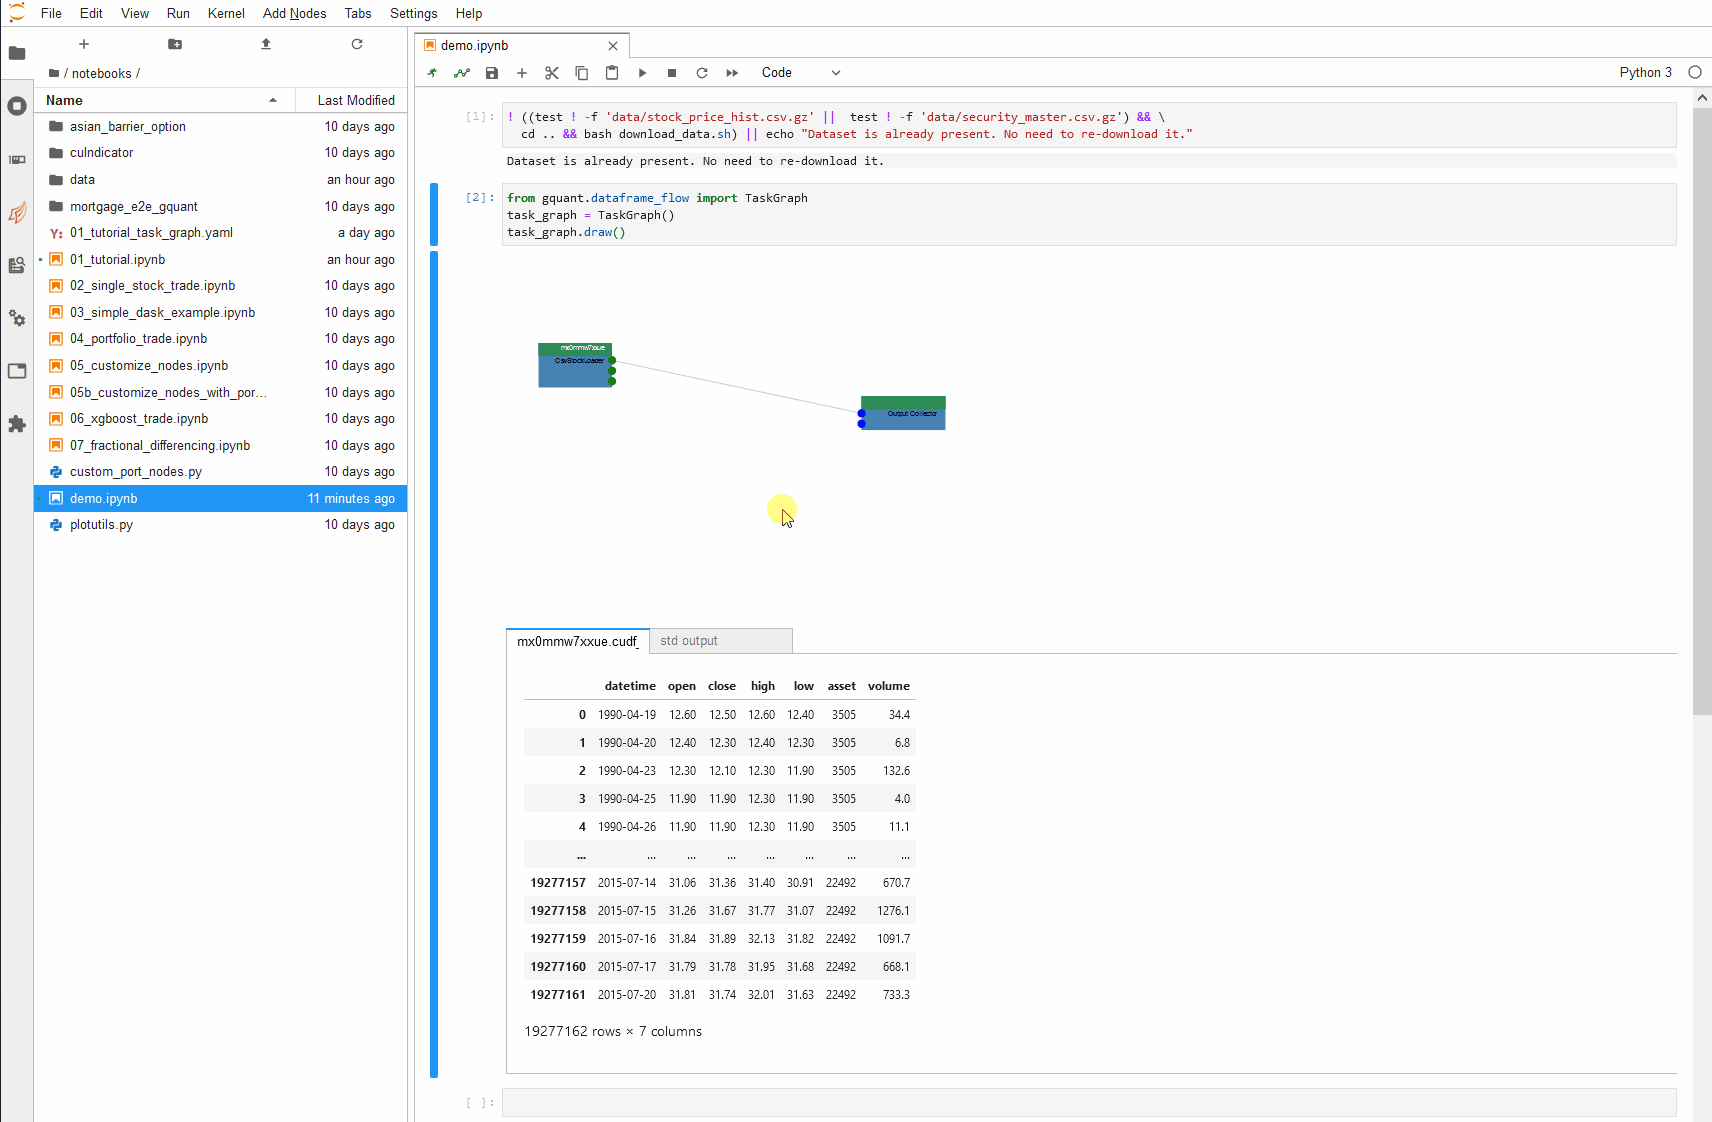 File Edit View Run Kernel Add Nodes Tabs Settings Help
/ notebooks /
Name Last Modified
asian_barrier_option 10 days ago
cuIndicator 10 days ago
data an hour ago
mortgage_e2e_gquant 10 days ago
Y: 01_tutorial_task_graph.yaml a day ago
01_tutorial.ipynb an hour ago
02_single_stock_trade.ipynb 10 days ago
03_simple_dask_example.ipynb 10 days ago
04_portfolio_trade.ipynb 10 days ago
05_customize_nodes.ipynb 10 days ago
05b_customize_nodes_with_por... 10 days ago
06_xgboost_trade.ipynb 10 days ago
07_fractional_differencing.ipynb 10 days ago
custom_port_nodes.py 10 days ago
demo.ipynb 11 minutes ago
plotutils.py 10 days ago
demo.ipynb
Code Python 3
[1]: ! ((test ! -f 'data/stock_price_hist.csv.gz' ||  test ! -f 'data/security_master.csv.gz') && \
cd .. && bash download_data.sh) || echo "Dataset is already present. No need to re-download it."
Dataset is already present. No need to re-download it.
[2]: from gquant.dataframe_flow import TaskGraph
task_graph = TaskGraph()
task_graph.draw()
mx0mmw7xxue
CsvStockLoader
Output Collector
mx0mmw7xxue.cudf_ std output
datetime open close high low asset volume
0 1990-04-19 12.60 12.50 12.60 12.40 3505 34.4
1 1990-04-20 12.40 12.30 12.40 12.30 3505 6.8
2 1990-04-23 12.30 12.10 12.30 11.90 3505 132.6
3 1990-04-25 11.90 11.90 12.30 11.90 3505 4.0
4 1990-04-26 11.90 11.90 12.30 11.90 3505 11.1
... ... ... ... ... ... ... ...
19277157 2015-07-14 31.06 31.36 31.40 30.91 22492 670.7
19277158 2015-07-15 31.26 31.67 31.77 31.07 22492 1276.1
19277159 2015-07-16 31.84 31.89 32.13 31.82 22492 1091.7
19277160 2015-07-17 31.79 31.78 31.95 31.68 22492 668.1
19277161 2015-07-20 31.81 31.74 32.01 31.63 22492 733.3
19277162 rows × 7 columns
[ ]: